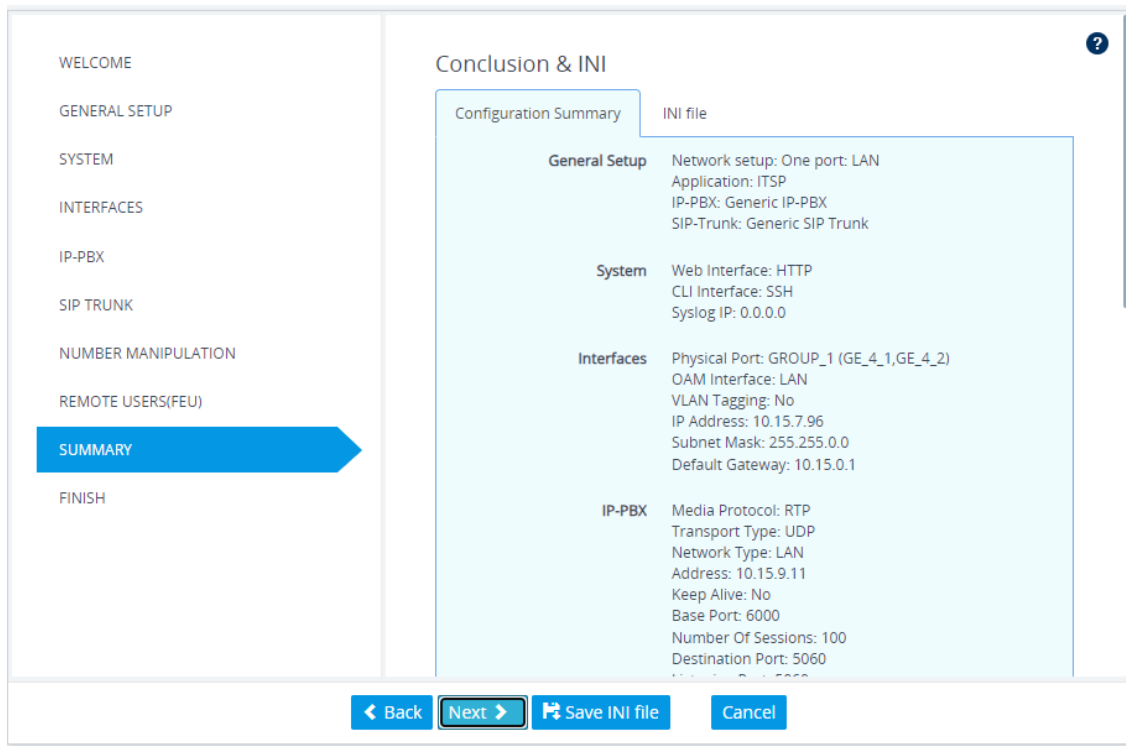 WELCOME
GENERAL SETUP
SYSTEM
INTERFACES
IP-PBX
SIP TRUNK
NUMBER MANIPULATION
REMOTE USERS(FEU)
SUMMARY
FINISH
?
Conclusion & INI
Configuration Summary
INI file
General Setup
Network setup: One port: LAN
Application: ITSP
IP-PBX: Generic IP-PBX
SIP-Trunk: Generic SIP Trunk
System
Web Interface: HTTP
CLI Interface: SSH
Syslog IP: 0.0.0.0
Interfaces
Physical Port: GROUP_1 (GE_4_1,GE_4_2)
OAM Interface: LAN
VLAN Tagging: No
IP Address: 10.15.7.96
Subnet Mask: 255.255.0.0
Default Gateway: 10.15.0.1
IP-PBX
Media Protocol: RTP
Transport Type: UDP
Network Type: LAN
Address: 10.15.9.11
Keep Alive: No
Base Port: 6000
Number Of Sessions: 100
Destination Port: 5060
Back
Next
Save INI file
Cancel